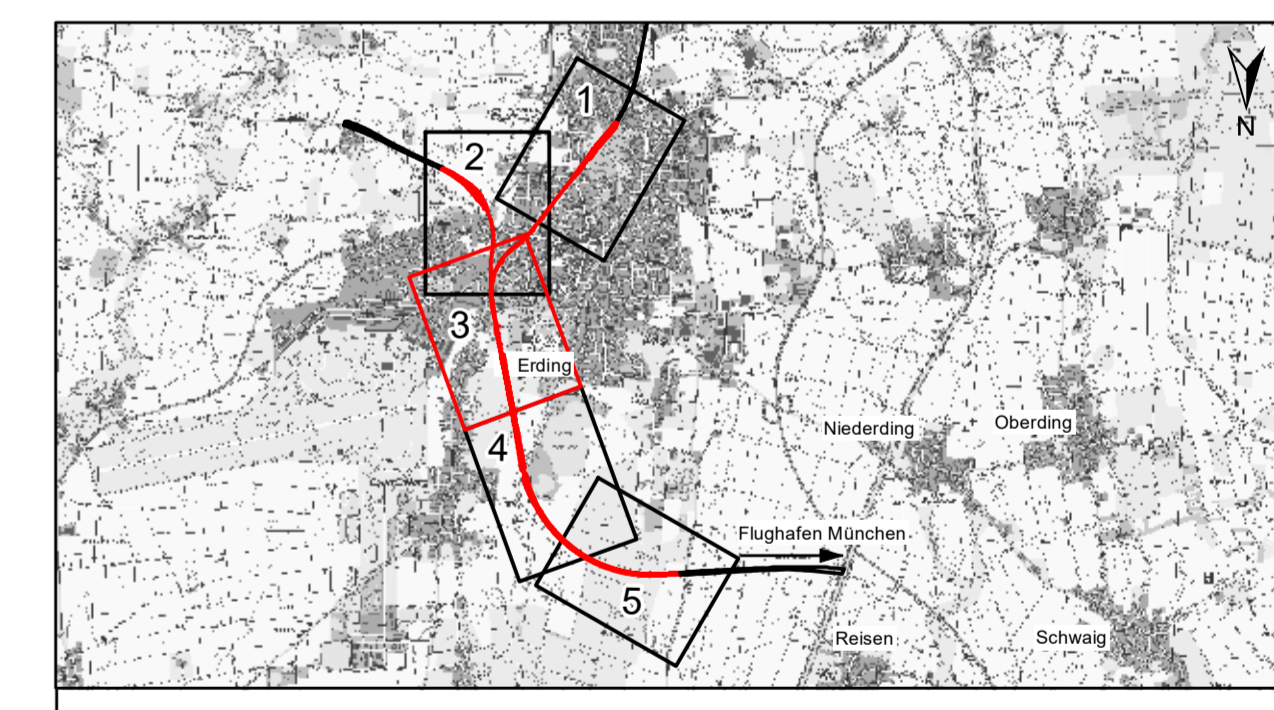 1
N
2
3
Erding
Niederding
Oberding
4
Flughafen München
5
Reisen
Schwaig